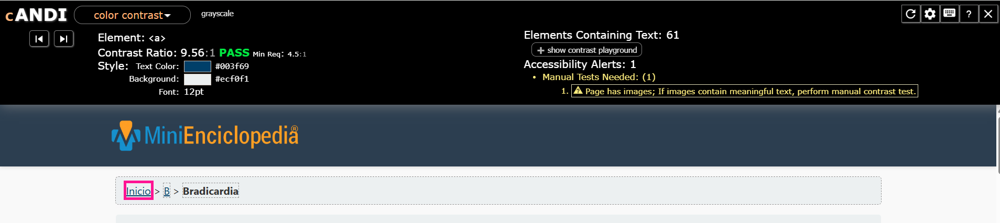 cANDI color contrast grayscale ?
Element: <a>
Contrast Ratio: 9.56:1 PASS Min Req: 4.5:1
Style: Text Color: #003f69
Background: #ecf0f1
Font: 12pt
Elements Containing Text: 61
+ show contrast playground
Accessibility Alerts: 1
• Manual Tests Needed: (1)
1. Page has images; If images contain meaningful text, perform manual contrast test.
MiniEnciclopedia®
Inicio > B > Bradicardia